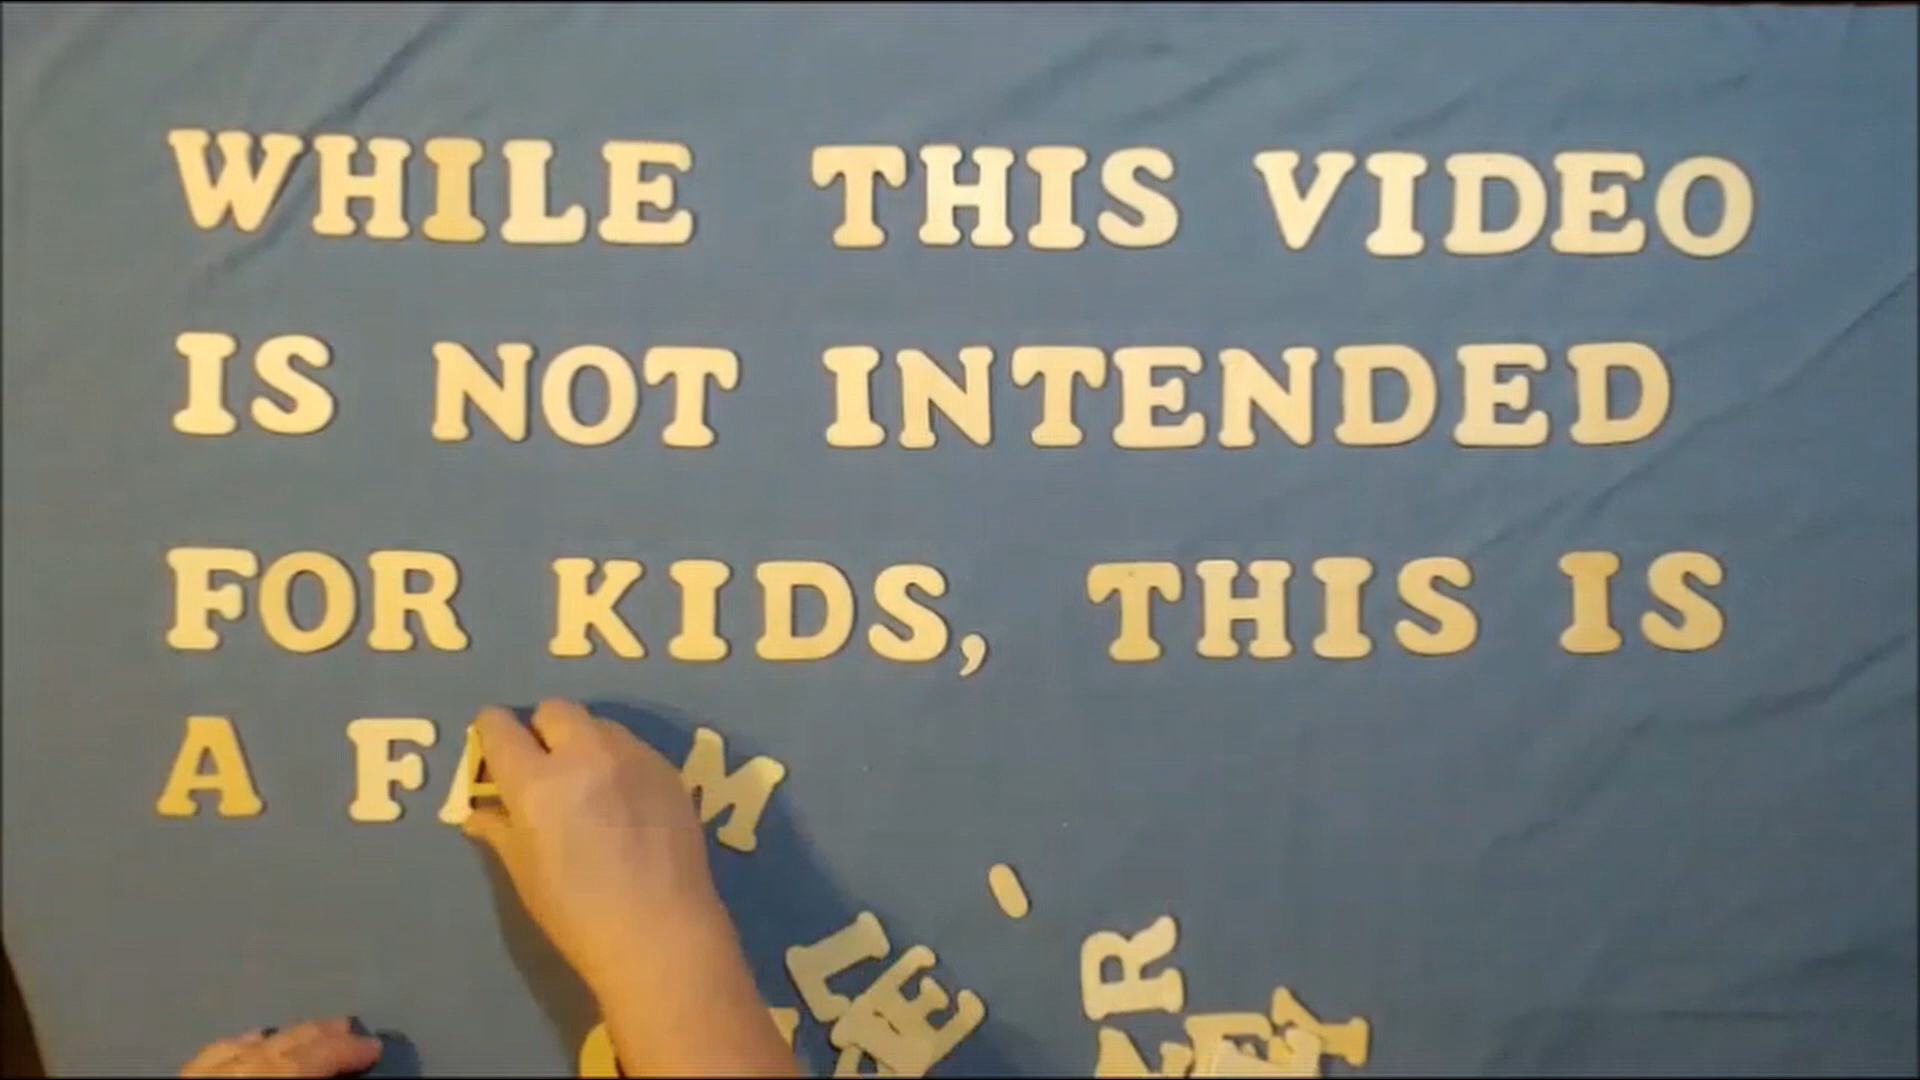 WHILE THIS VIDEO
IS NOT INTENDED
FOR KIDS, THIS IS
A FA M